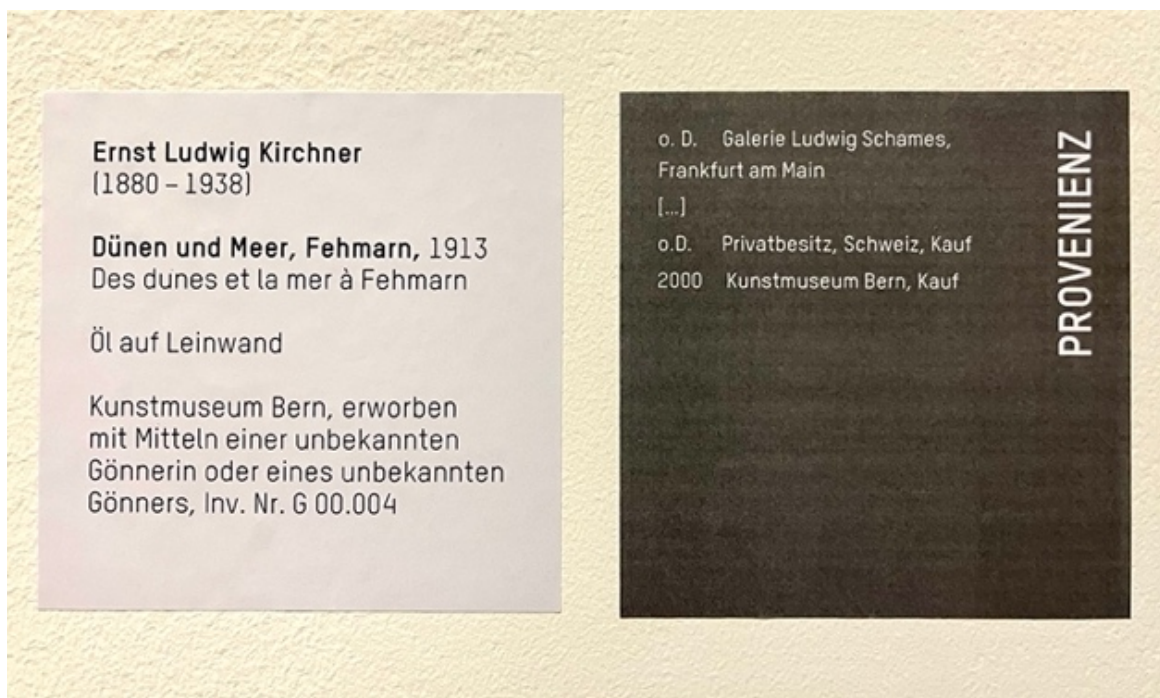 Ernst Ludwig Kirchner
(1880 – 1938)
Dünen und Meer, Fehmarn, 1913
Des dunes et la mer à Fehmarn
Öl auf Leinwand
Kunstmuseum Bern, erworben
mit Mitteln einer unbekannten
Gönnerin oder eines unbekannten
Gönners, Inv. Nr. G 00.004
o. D. Galerie Ludwig Schames,
Frankfurt am Main
[...]
o.D. Privatbesitz, Schweiz, Kauf
2000 Kunstmuseum Bern, Kauf
PROVENIENZ